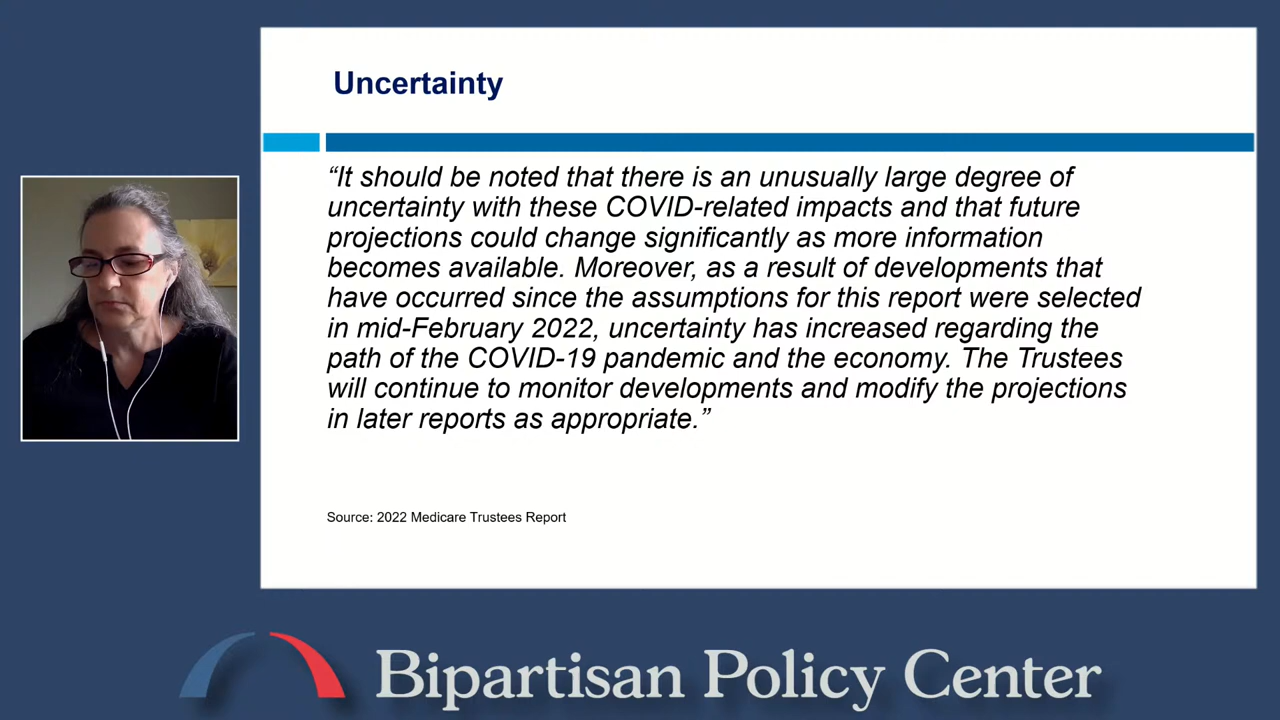 Uncertainty
“It should be noted that there is an unusually large degree of
uncertainty with these COVID-related impacts and that future
projections could change significantly as more information
becomes available. Moreover, as a result of developments that
have occurred since the assumptions for this report were selected
in mid-February 2022, uncertainty has increased regarding the
path of the COVID-19 pandemic and the economy. The Trustees
will continue to monitor developments and modify the projections
in later reports as appropriate.”
Source: 2022 Medicare Trustees Report
Bipartisan Policy Center